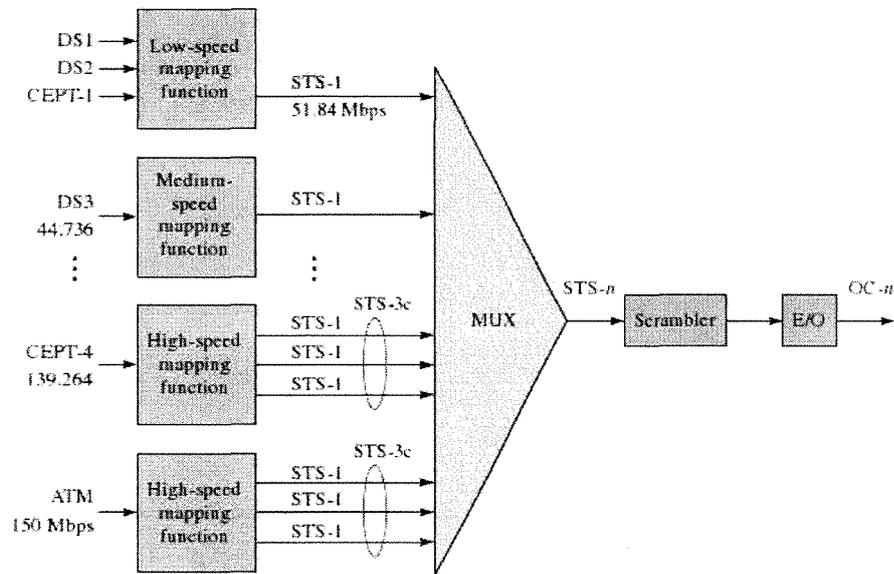 DS1
DS2
CEPT-1
Low-speed
mapping
function
STS-1
51.84 Mbps
DS3
44.736
Medium-
speed
mapping
function
STS-1
CEPT-4
139.264
High-speed
mapping
function
STS-1
STS-1
STS-1
STS-3c
ATM
150 Mbps
High-speed
mapping
function
STS-1
STS-1
STS-1
STS-3c
MUX
STS-n
Scrambler
E/O
OC-n